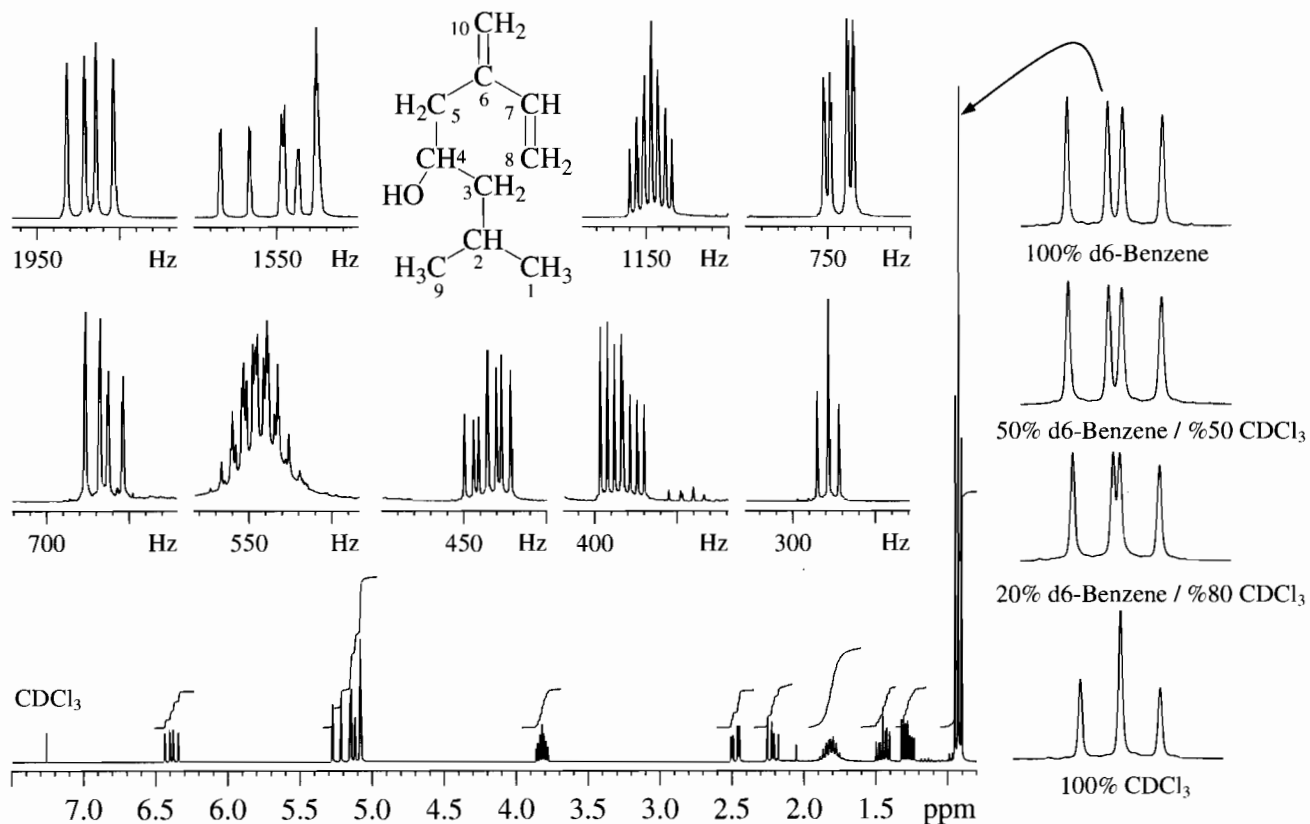 10 CH₂
C
6
H₂C
5
7
CH
CH
4
8
CH₂
HO
3
CH₂
CH
2
H₃C
9
CH₃
1
1950 Hz
1550 Hz
1150 Hz
750 Hz
100% d6-Benzene
700 Hz
550 Hz
450 Hz
400 Hz
300 Hz
50% d6-Benzene / %50 CDCl₃
20% d6-Benzene / %80 CDCl₃
CDCl₃
7.0 6.5 6.0 5.5 5.0 4.5 4.0 3.5 3.0 2.5 2.0 1.5 ppm
100% CDCl₃